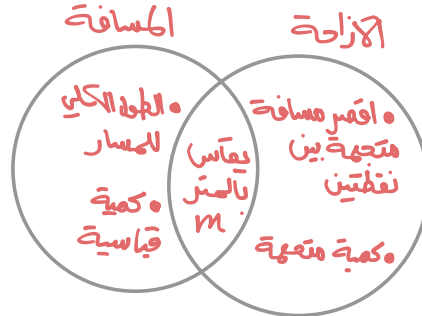 الازاحة
المسافة
• اقصر مسافة
متجهة بين
نقطتين
• كمية متجهة
يقاس
بالمتر
m
• الطول الكلي
للمسار
• كمية
قياسية